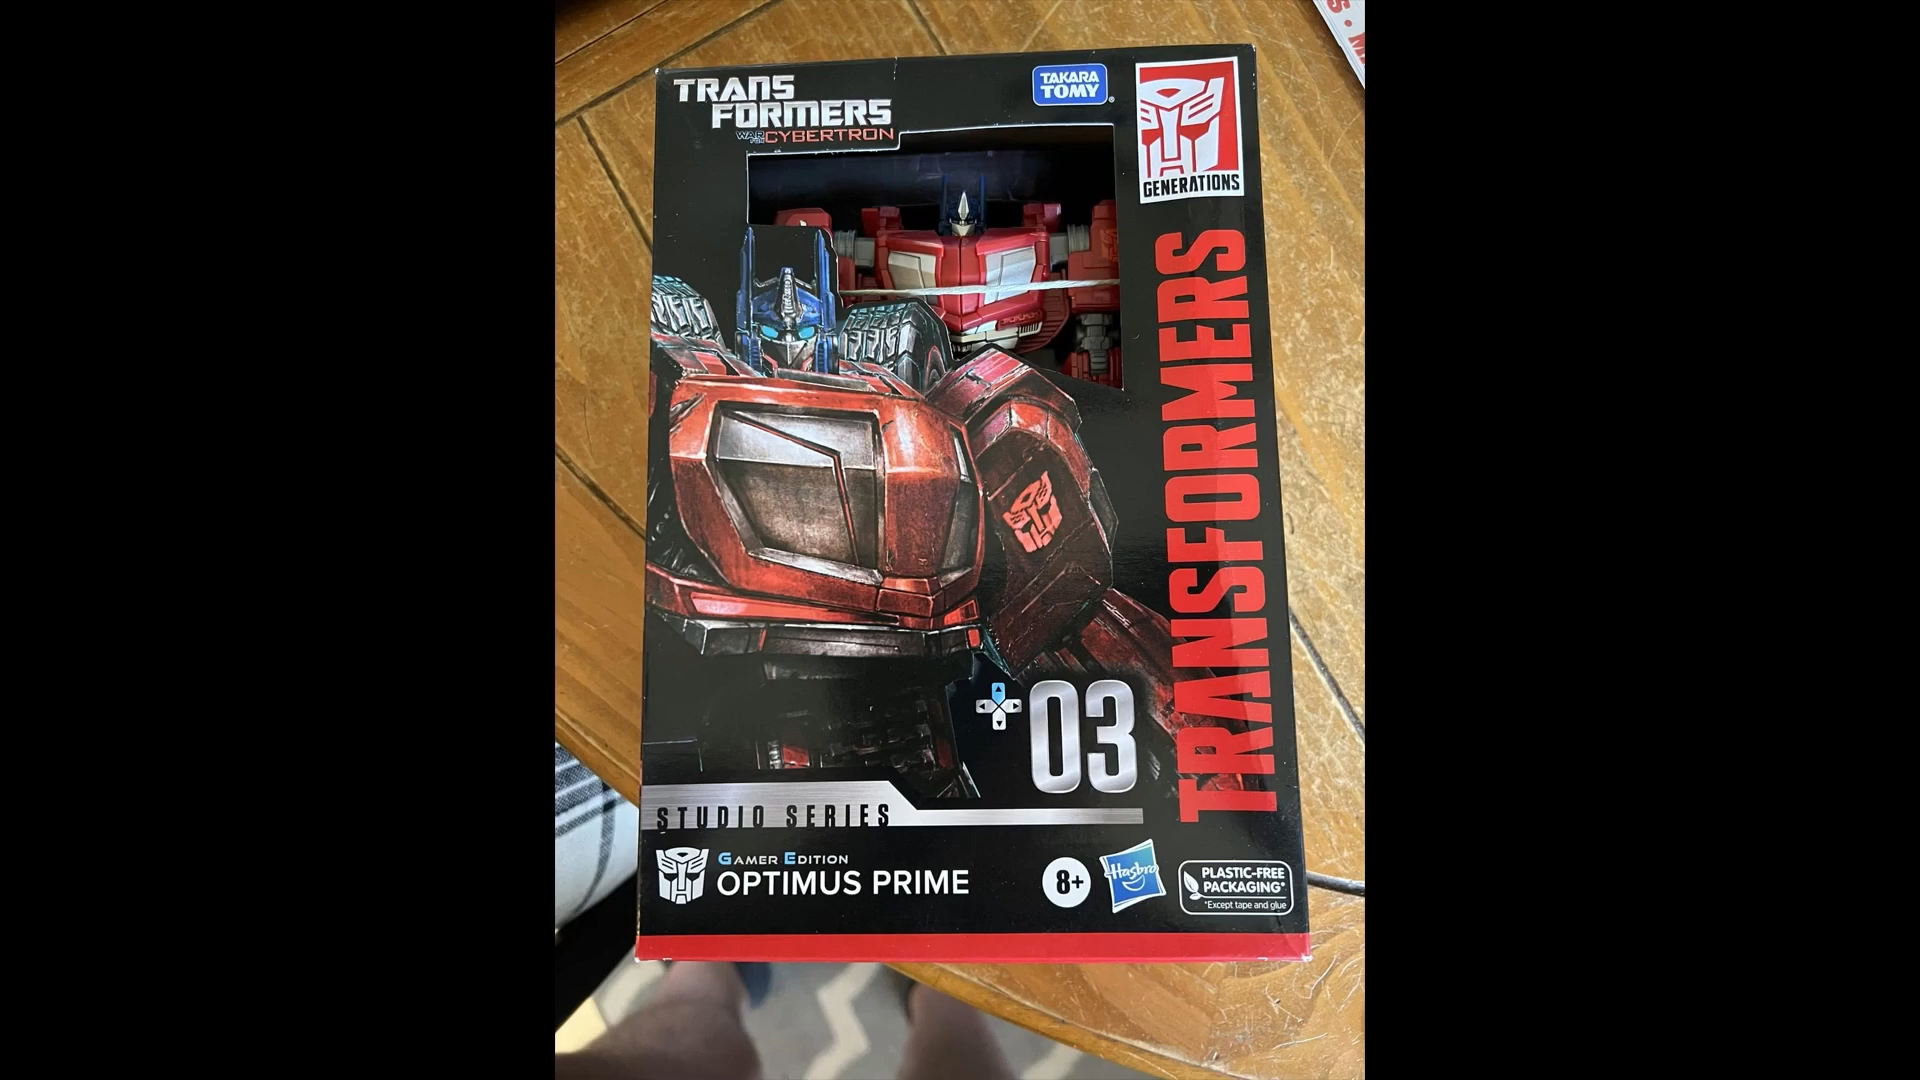 TRANS
FORMERS
WAR FOR CYBERTRON
TAKARA
TOMY
GENERATIONS
TRANSFORMERS
03
STUDIO SERIES
GAMER EDITION
OPTIMUS PRIME
8+
Hasbro
PLASTIC-FREE
PACKAGING*
*Except tape and glue